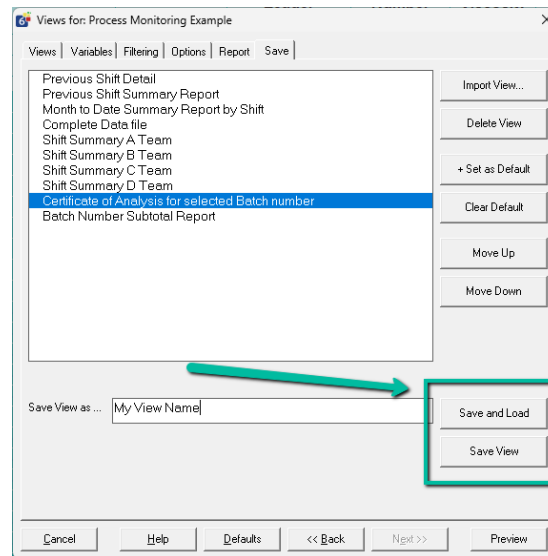 Views for: Process Monitoring Example
Views Variables Filtering Options Report Save
Previous Shift Detail
Previous Shift Summary Report
Month to Date Summary Report by Shift
Complete Data file
Shift Summary A Team
Shift Summary B Team
Shift Summary C Team
Shift Summary D Team
Certificate of Analysis for selected Batch number
Batch Number Subtotal Report
Import View...
Delete View
+ Set as Default
Clear Default
Move Up
Move Down
Save View as ... My View Name
Save and Load
Save View
Cancel Help Defaults << Back Next >> Preview